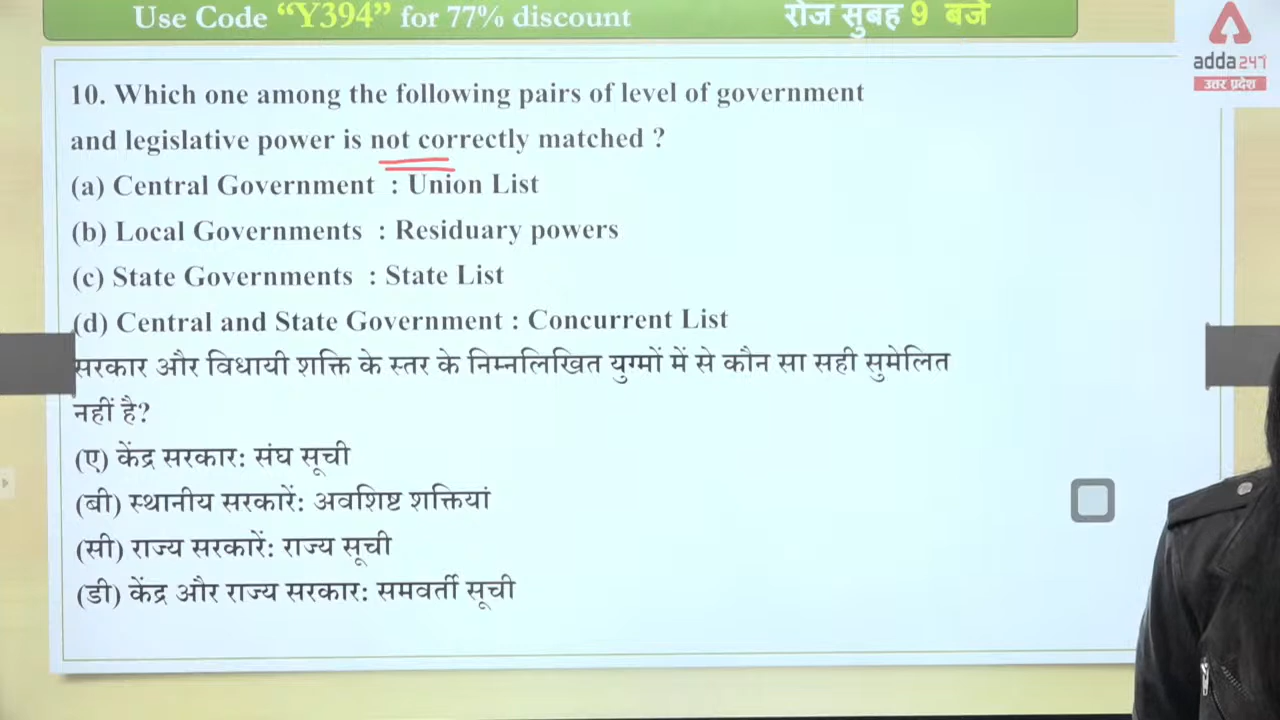 Use Code “Y394” for 77% discount
रोज सुबह 9 बजे
adda247
उत्तर प्रदेश
10. Which one among the following pairs of level of government
and legislative power is not correctly matched ?
(a) Central Government : Union List
(b) Local Governments : Residuary powers
(c) State Governments : State List
(d) Central and State Government : Concurrent List
सरकार और विधायी शक्ति के स्तर के निम्नलिखित युग्मों में से कौन सा सही सुमेलित
नहीं है?
(ए) केंद्र सरकार: संघ सूची
(बी) स्थानीय सरकारें: अवशिष्ट शक्तियां
(सी) राज्य सरकारें: राज्य सूची
(डी) केंद्र और राज्य सरकार: समवर्ती सूची